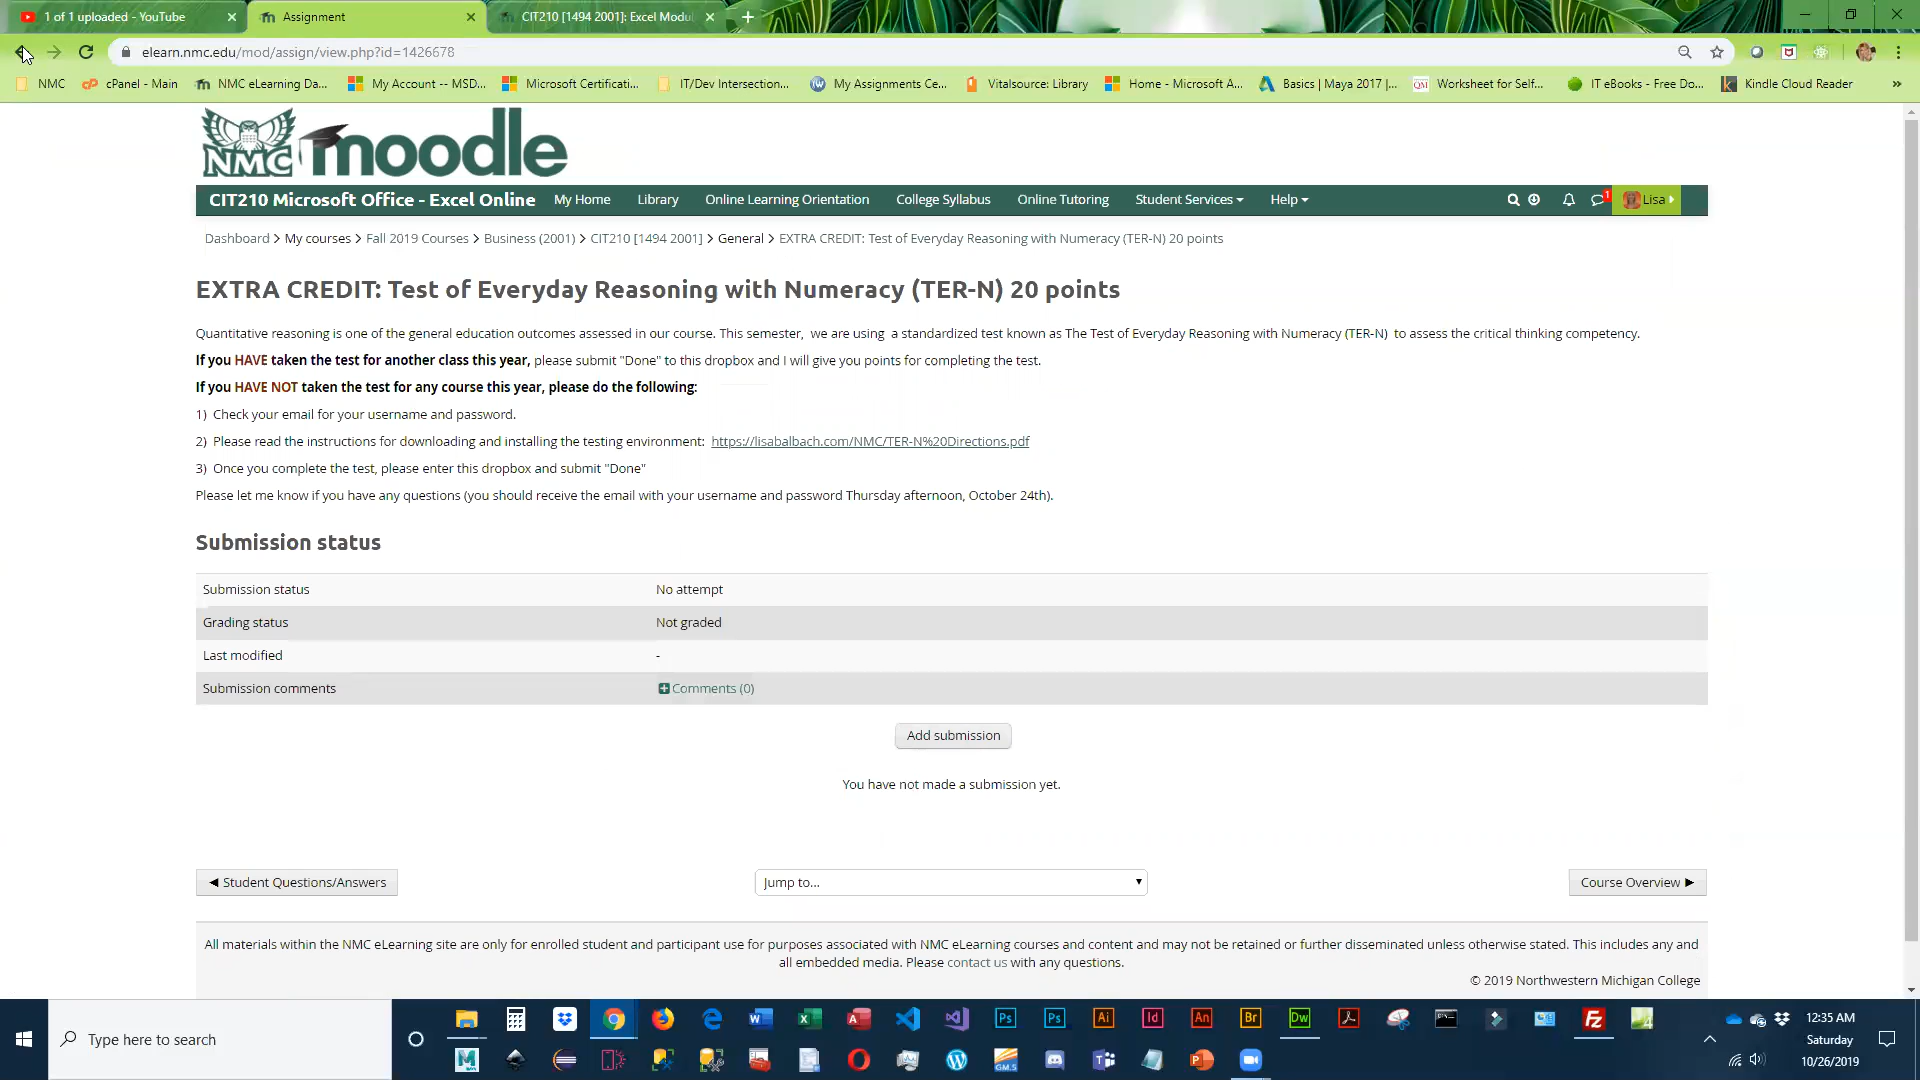 1 of 1 uploaded - YouTube
Assignment
CIT210 [1494 2001]: Excel Modu
elearn.nmc.edu/mod/assign/view.php?id=1426678
NMC
cPanel - Main
NMC eLearning Da...
My Account -- MSD...
Microsoft Certificati...
IT/Dev Intersection...
My Assignments Ce...
Vitalsource: Library
Home - Microsoft A...
Basics | Maya 2017 |...
QM Worksheet for Self...
IT eBooks - Free Do...
Kindle Cloud Reader
NMC moodle
CIT210 Microsoft Office - Excel Online My Home Library Online Learning Orientation College Syllabus Online Tutoring Student Services Help 1 Lisa
Dashboard > My courses > Fall 2019 Courses > Business (2001) > CIT210 [1494 2001] > General > EXTRA CREDIT: Test of Everyday Reasoning with Numeracy (TER-N) 20 points
EXTRA CREDIT: Test of Everyday Reasoning with Numeracy (TER-N) 20 points
Quantitative reasoning is one of the general education outcomes assessed in our course. This semester, we are using a standardized test known as The Test of Everyday Reasoning with Numeracy (TER-N) to assess the critical thinking competency.
If you HAVE taken the test for another class this year, please submit "Done" to this dropbox and I will give you points for completing the test.
If you HAVE NOT taken the test for any course this year, please do the following:
1) Check your email for your username and password.
2) Please read the instructions for downloading and installing the testing environment: https://lisabalbach.com/NMC/TER-N%20Directions.pdf
3) Once you complete the test, please enter this dropbox and submit "Done"
Please let me know if you have any questions (you should receive the email with your username and password Thursday afternoon, October 24th).
Submission status
Submission status No attempt
Grading status Not graded
Last modified -
Submission comments Comments (0)
Add submission
You have not made a submission yet.
◀ Student Questions/Answers
Jump to...
Course Overview ▶
All materials within the NMC eLearning site are only for enrolled student and participant use for purposes associated with NMC eLearning courses and content and may not be retained or further disseminated unless otherwise stated. This includes any and
all embedded media. Please contact us with any questions.
© 2019 Northwestern Michigan College
Type here to search
Ps Ps Ai Id An Br Dw
12:35 AM
Saturday
10/26/2019